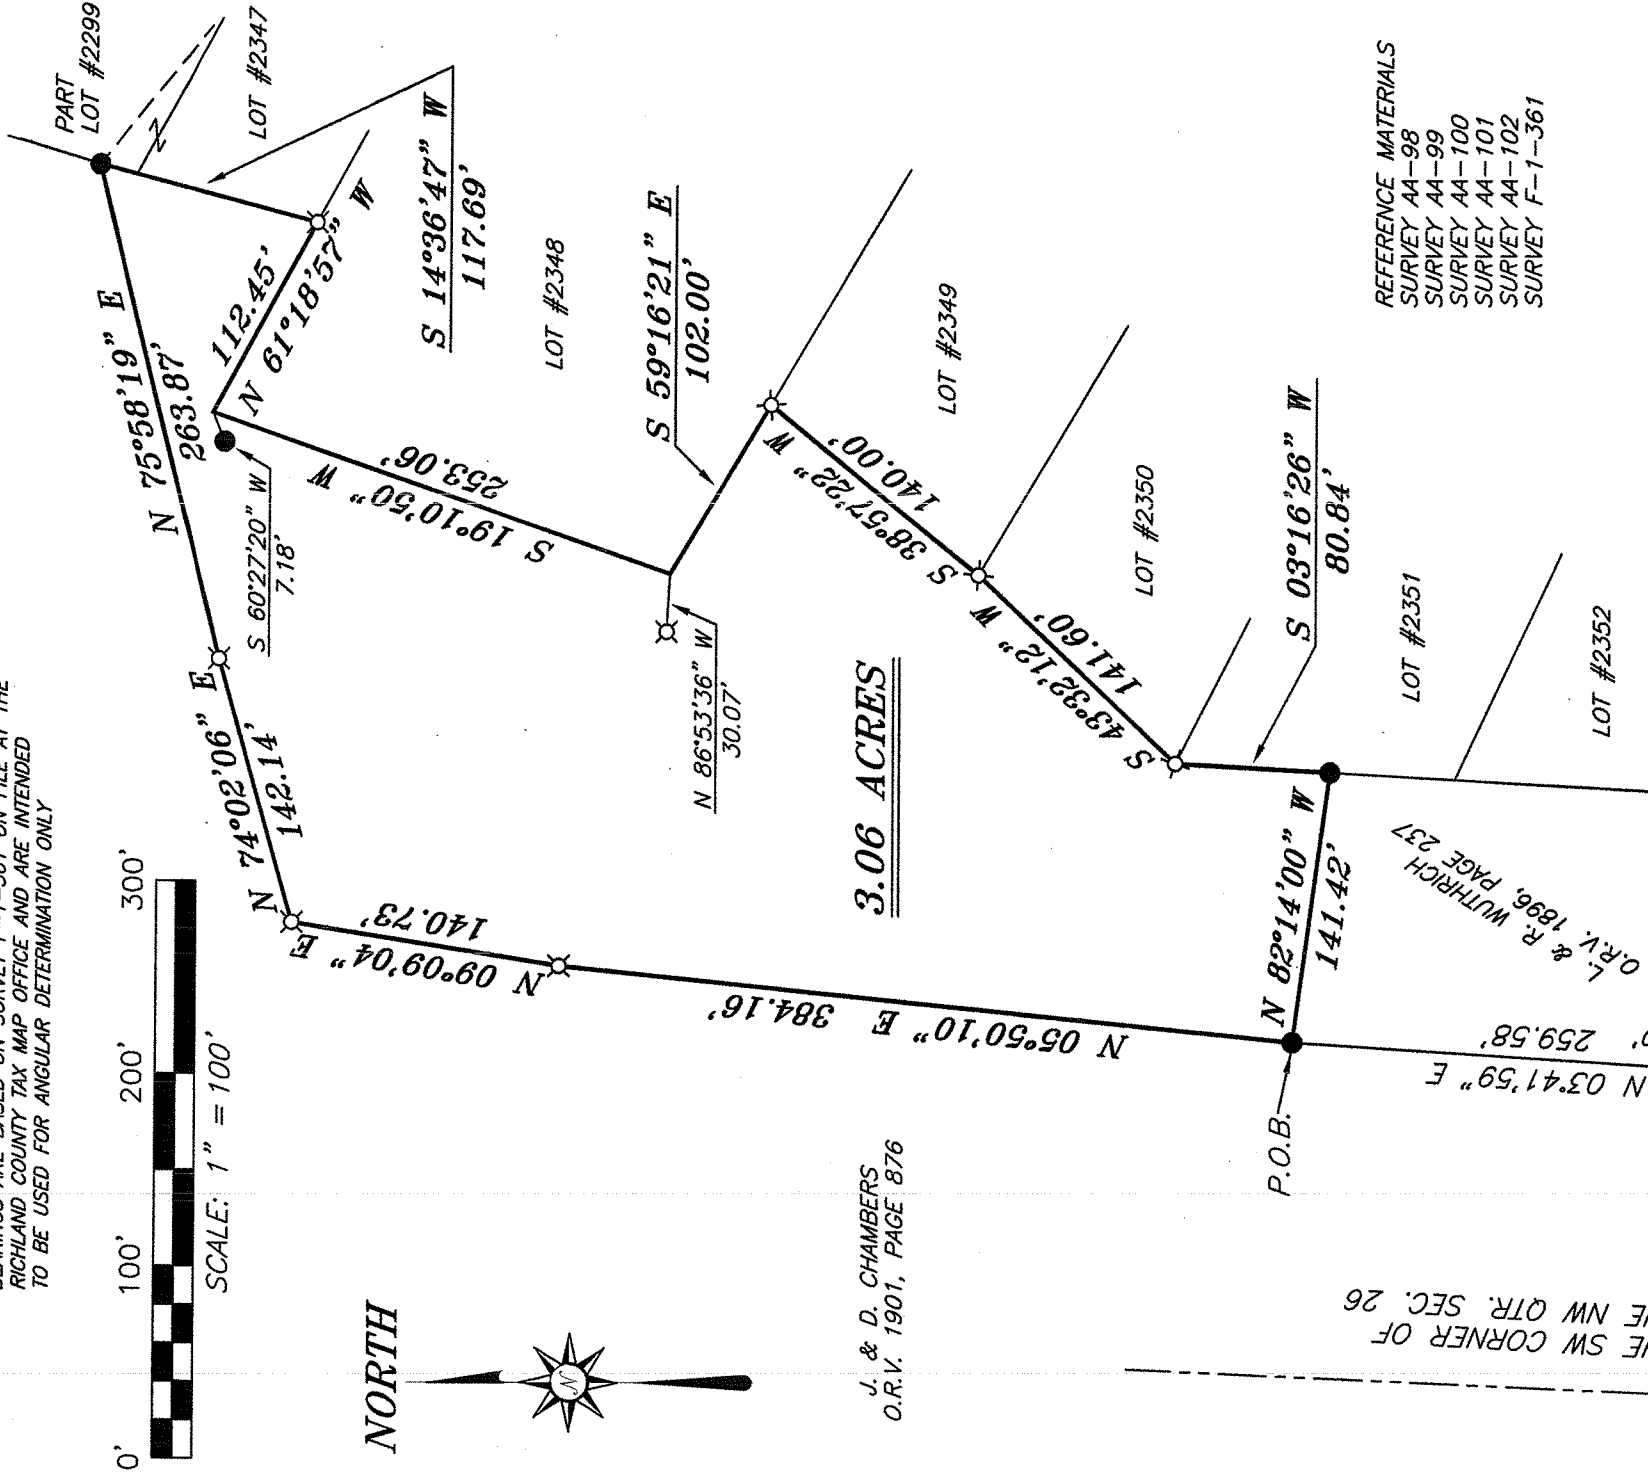 PART
LOT #2299
LOT #2347
N 75°58'19" E
263.87'
112.45'
N 61°18'57" W
S 14°36'47" W
117.69'
S 60°27'20" W
7.18'
S 19°10'50" W
253.06'
LOT #2348
S 59°16'21" E
102.00'
N 86°53'36" W
30.07'
LOT #2349
S 38°57'22" W
140.00'
S 43°32'12" W
141.60'
LOT #2350
S 03°16'26" W
80.84'
LOT #2351
LOT #2352
N 82°14'00" W
141.42'
L. & R. WUTHRICH
O.R.V. 1896, PAGE 237
N 03°41'59" E
259.58'
P.O.B.
N 05°50'10" E 384.16'
N 09°09'04" E
140.73'
N 74°02'06" E
142.14'
3.06 ACRES
REFERENCE MATERIALS
SURVEY AA-98
SURVEY AA-99
SURVEY AA-100
SURVEY AA-101
SURVEY AA-102
SURVEY F-1-361
RICHLAND COUNTY TAX MAP OFFICE AND ARE INTENDED
TO BE USED FOR ANGULAR DETERMINATION ONLY
0' 100' 200' 300'
SCALE: 1" = 100'
NORTH
N
J. & D. CHAMBERS
O.R.V. 1901, PAGE 876
SW CORNER OF
NW QTR. SEC. 26